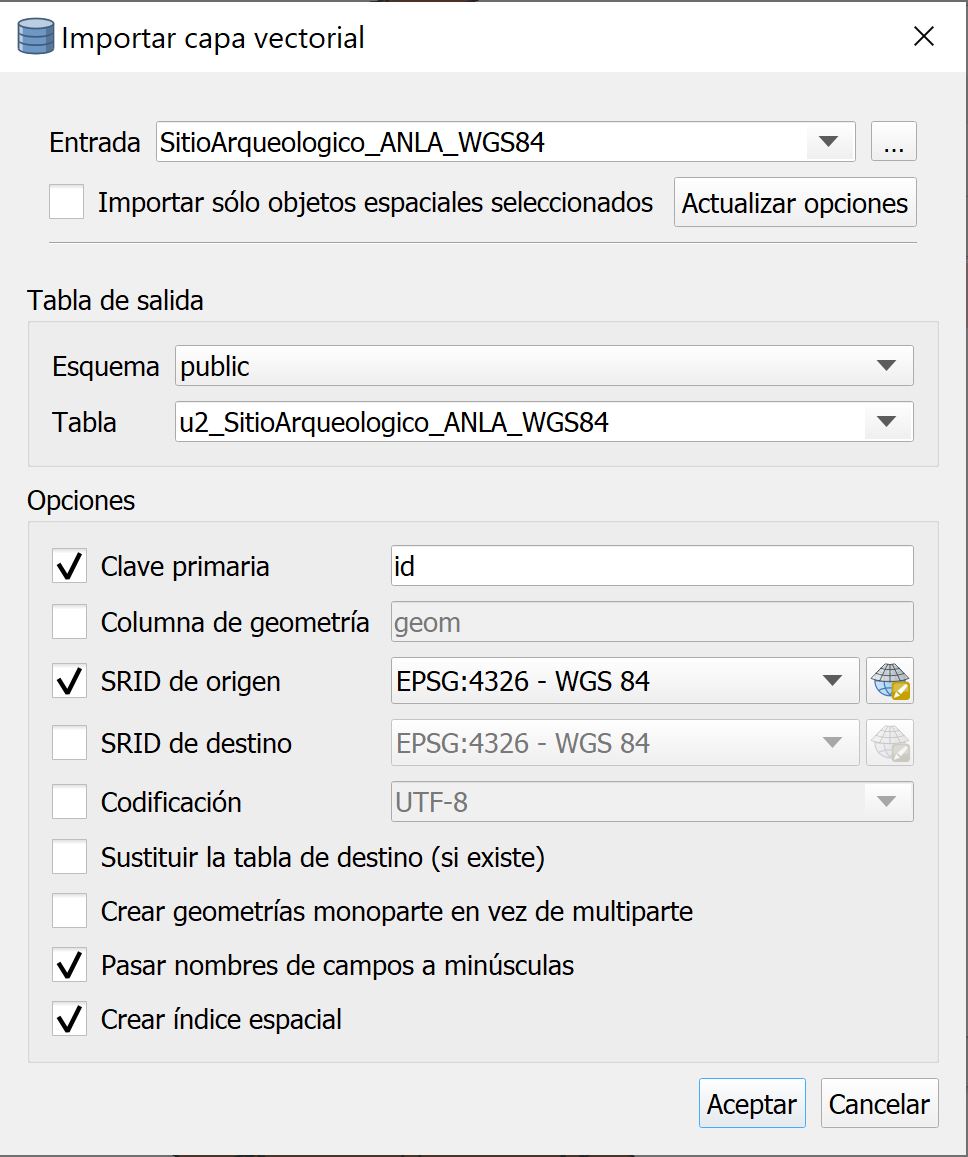 Importar capa vectorial
Entrada SitioArqueologico_ANLA_WGS84 ...
Importar sólo objetos espaciales seleccionados Actualizar opciones
Tabla de salida
Esquema public
Tabla u2_SitioArqueologico_ANLA_WGS84
Opciones
Clave primaria id
Columna de geometría geom
SRID de origen EPSG:4326 - WGS 84
SRID de destino EPSG:4326 - WGS 84
Codificación UTF-8
Sustituir la tabla de destino (si existe)
Crear geometrías monoparte en vez de multiparte
Pasar nombres de campos a minúsculas
Crear índice espacial
Aceptar Cancelar